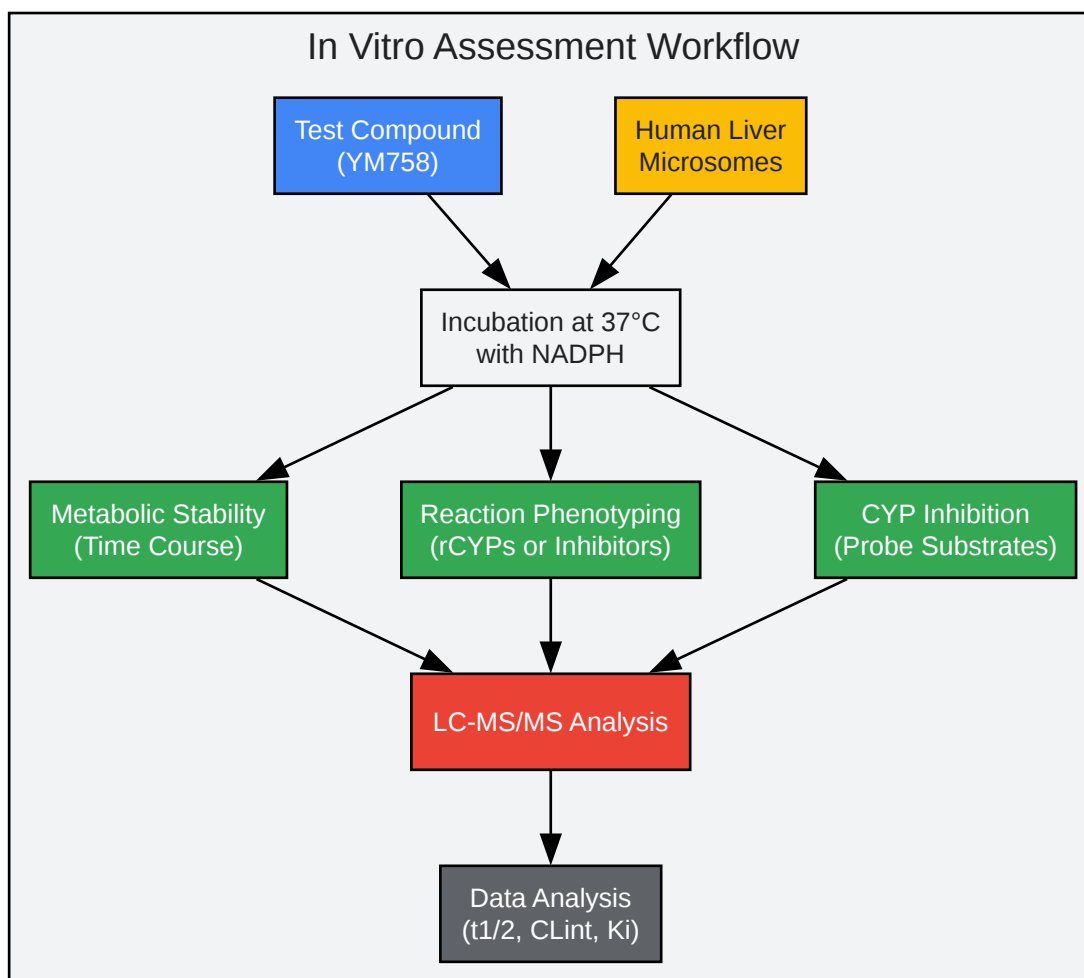 In Vitro Assessment Workflow
Test Compound
(YM758)
Human Liver
Microsomes
Incubation at 37°C
with NADPH
Metabolic Stability
(Time Course)
Reaction Phenotyping
(rCYPs or Inhibitors)
CYP Inhibition
(Probe Substrates)
LC-MS/MS Analysis
Data Analysis
(t1/2, CLint, Ki)